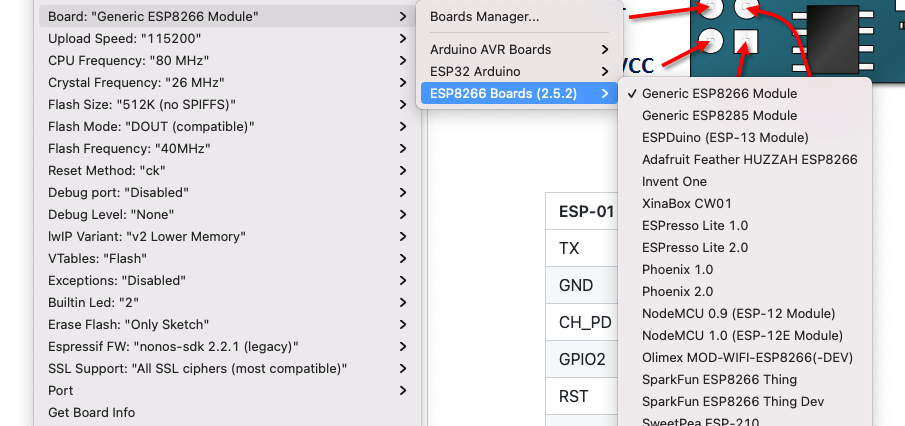 Board: "Generic ESP8266 Module"
Upload Speed: "115200"
CPU Frequency: "80 MHz"
Crystal Frequency: "26 MHz"
Flash Size: "512K (no SPIFFS)"
Flash Mode: "DOUT (compatible)"
Flash Frequency: "40MHz"
Reset Method: "ck"
Debug port: "Disabled"
Debug Level: "None"
lwIP Variant: "v2 Lower Memory"
VTables: "Flash"
Exceptions: "Disabled"
Builtin Led: "2"
Erase Flash: "Only Sketch"
Espressif FW: "nonos-sdk 2.2.1 (legacy)"
SSL Support: "All SSL ciphers (most compatible)"
Port
Get Board Info
Boards Manager...
Arduino AVR Boards
ESP32 Arduino
ESP8266 Boards (2.5.2)
VCC
Generic ESP8266 Module
Generic ESP8285 Module
ESPDuino (ESP-13 Module)
Adafruit Feather HUZZAH ESP8266
Invent One
XinaBox CW01
ESPresso Lite 1.0
ESPresso Lite 2.0
Phoenix 1.0
Phoenix 2.0
NodeMCU 0.9 (ESP-12 Module)
NodeMCU 1.0 (ESP-12E Module)
Olimex MOD-WIFI-ESP8266(-DEV)
SparkFun ESP8266 Thing
SparkFun ESP8266 Thing Dev
SweetPea ESP-210
ESP-01
TX
GND
CH_PD
GPIO2
RST